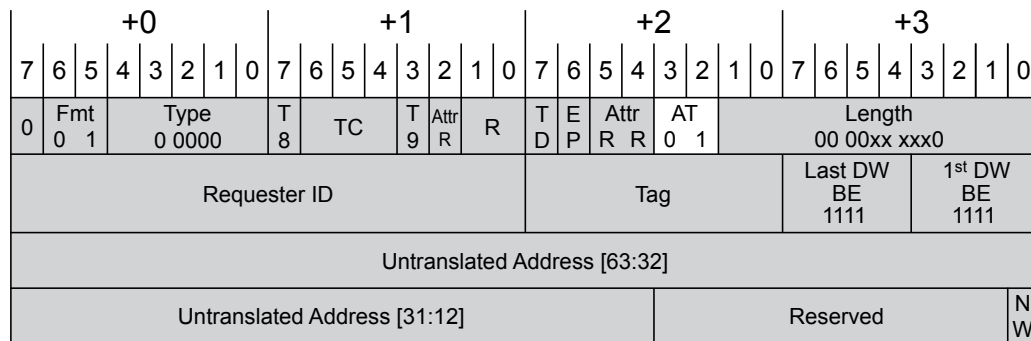 +0 +1 +2 +3
7 6 5 4 3 2 1 0 7 6 5 4 3 2 1 0 7 6 5 4 3 2 1 0 7 6 5 4 3 2 1 0
0 Fmt Type T TC T Attr R T E Attr AT Length
0 1 0 0000 8 9 R D P R R 0 1 00 00xx xxx0
Requester ID Tag Last DW 1st DW
BE BE
1111 1111
Untranslated Address [63:32]
Untranslated Address [31:12] Reserved N
W